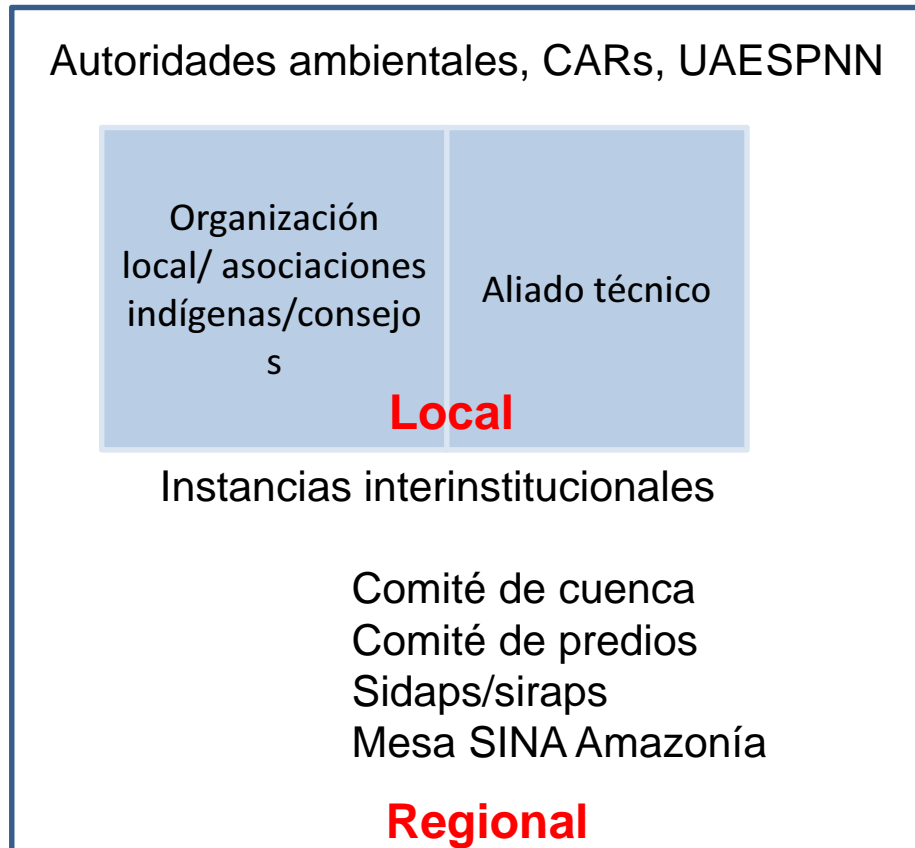 Autoridades ambientales, CARs, UAESPNN
Organización
local/ asociaciones
indígenas/consejo
s
Aliado técnico
Local
Instancias interinstitucionales
Comité de cuenca
Comité de predios
Sidaps/siraps
Mesa SINA Amazonía
Regional